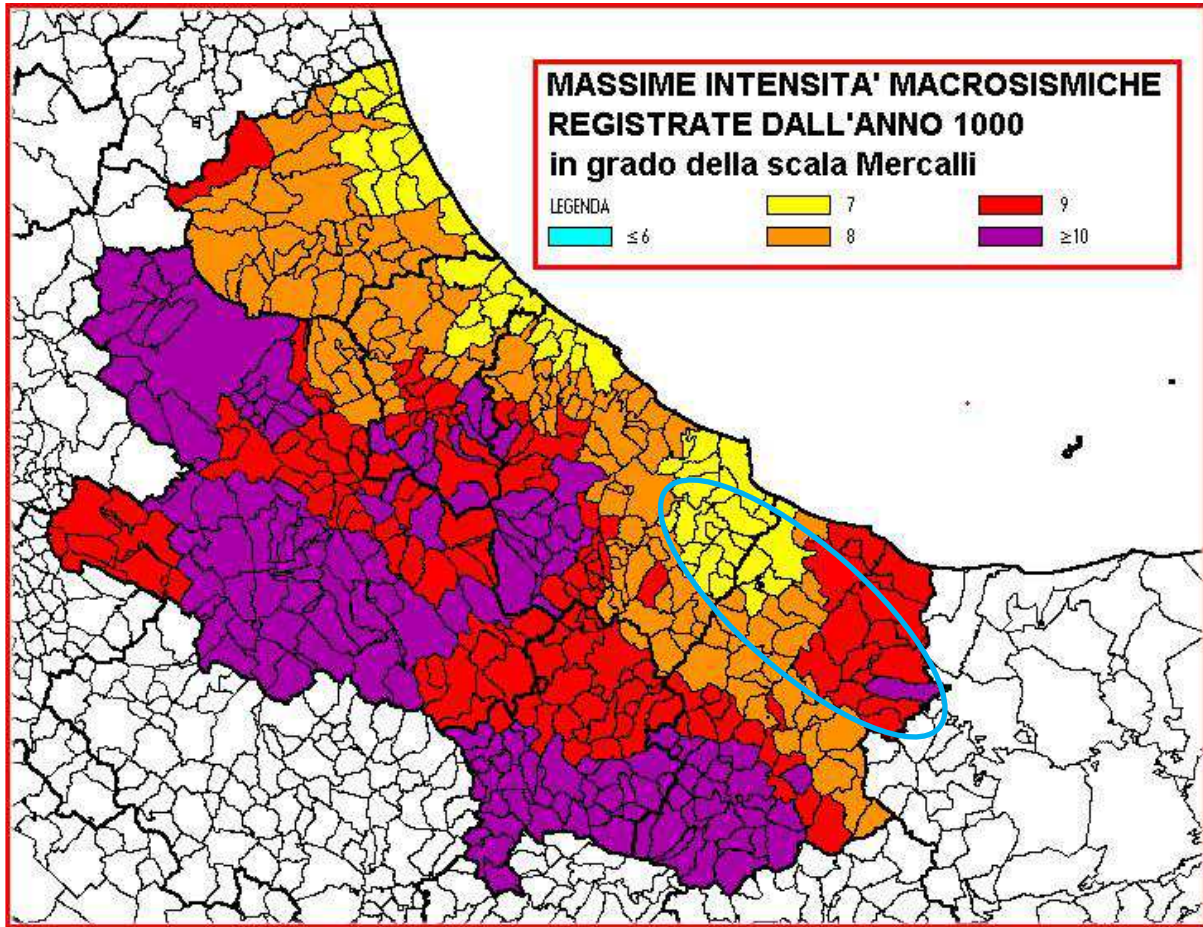 MASSIME INTENSITA' MACROSISMICHE
REGISTRATE DALL'ANNO 1000
in grado della scala Mercalli
LEGENDA 7 9
≤6 8 ≥10